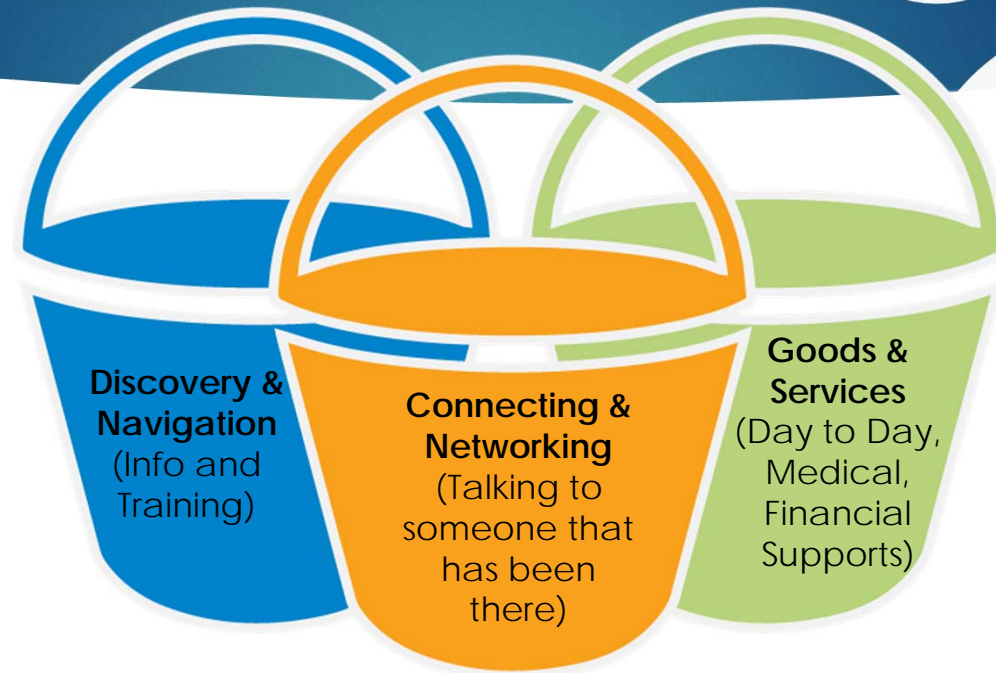 Discovery &
Navigation
(Info and
Training)
Connecting &
Networking
(Talking to
someone that
has been
there)
Goods &
Services
(Day to Day,
Medical,
Financial
Supports)